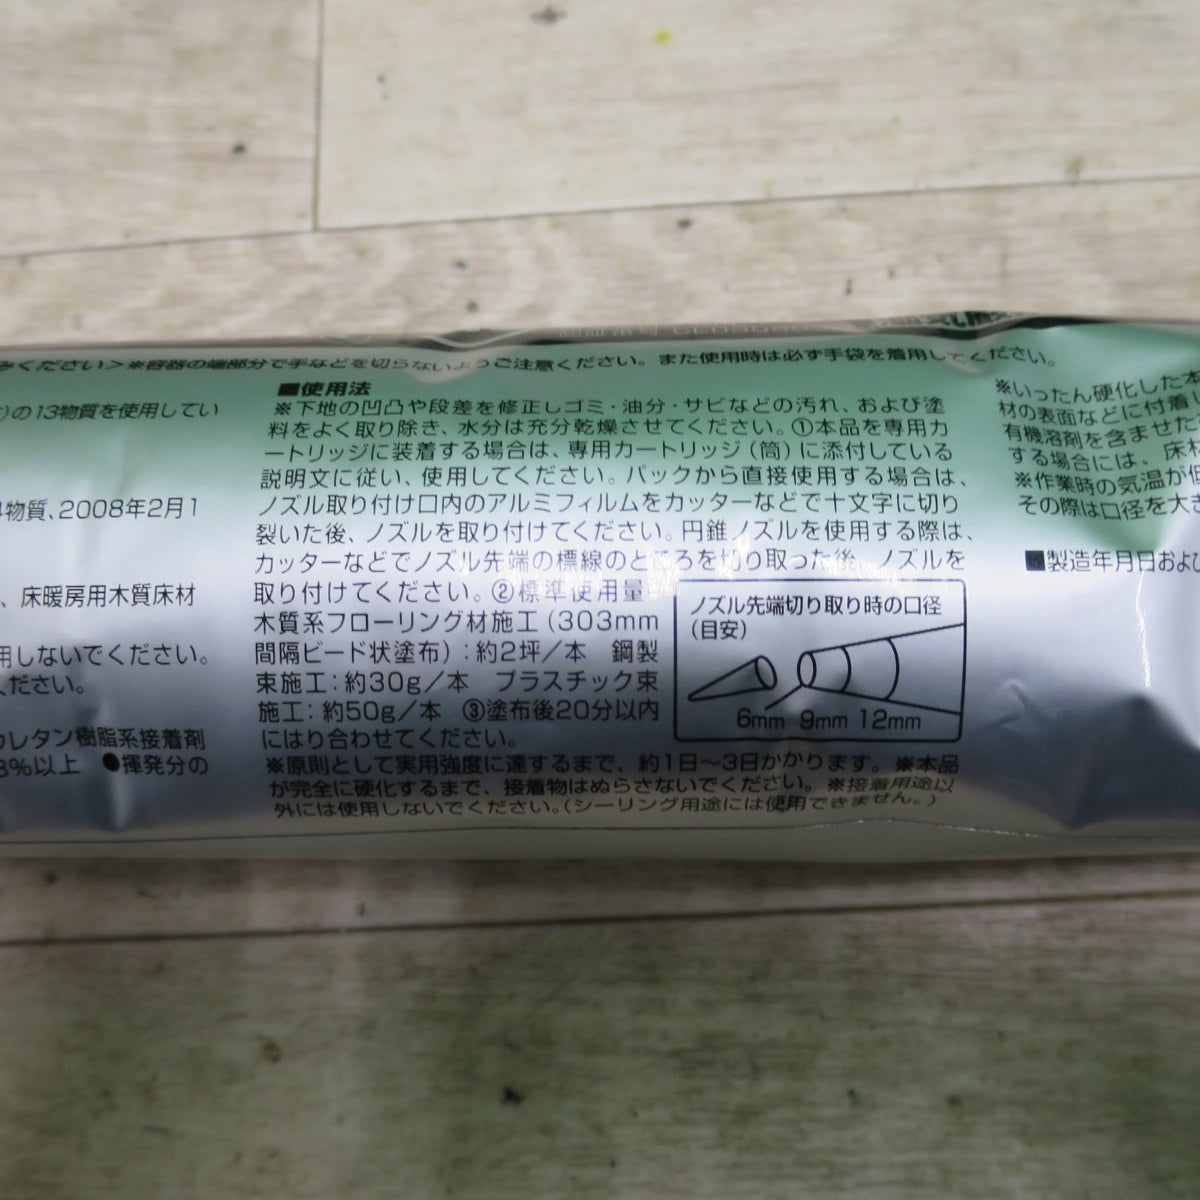 みください>※容器の端部分で手などを切らないようご注意ください。また使用時は必ず手袋を着用してください。
の13物質を使用してい
物質、2008年2月1
、床暖房用木質床材
用しないでください。
ください。
ウレタン樹脂系接着剤
8%以上 ●揮発分の
■使用法
※下地の凹凸や段差を修正しゴミ・油分・サビなどの汚れ、および塗
料をよく取り除き、水分は充分乾燥させてください。①本品を専用カ
ートリッジに装着する場合は、専用カートリッジ(筒)に添付している
説明文に従い、使用してください。パックから直接使用する場合は、
ノズル取り付け口内のアルミフィルムをカッターなどで十文字に切り
裂いた後、ノズルを取り付けてください。円錐ノズルを使用する際は、
カッターなどでノズル先端の標線のところを切り取った後、ノズルを
取り付けてください。②標準使用量
木質系フローリング材施工(303mm
間隔ビード状塗布):約2坪/本 鋼製
束施工:約30g/本 プラスチック束
施工:約50g/本 ③塗布後20分以内
にはり合わせてください。
※原則として実用強度に達するまで、約1日～3日かかります。※本品
が完全に硬化するまで、接着物はぬらさないでください。※接着用途以
外には使用しないでください。(シーリング用途には使用できません。)
ノズル先端切り取り時の口径
(目安)
6mm 9mm 12mm
※いったん硬化した本
材の表面などに付着
有機溶剤を含ませた
する場合には、床材
※作業時の気温が低
その際は口径を大き
■製造年月日およ